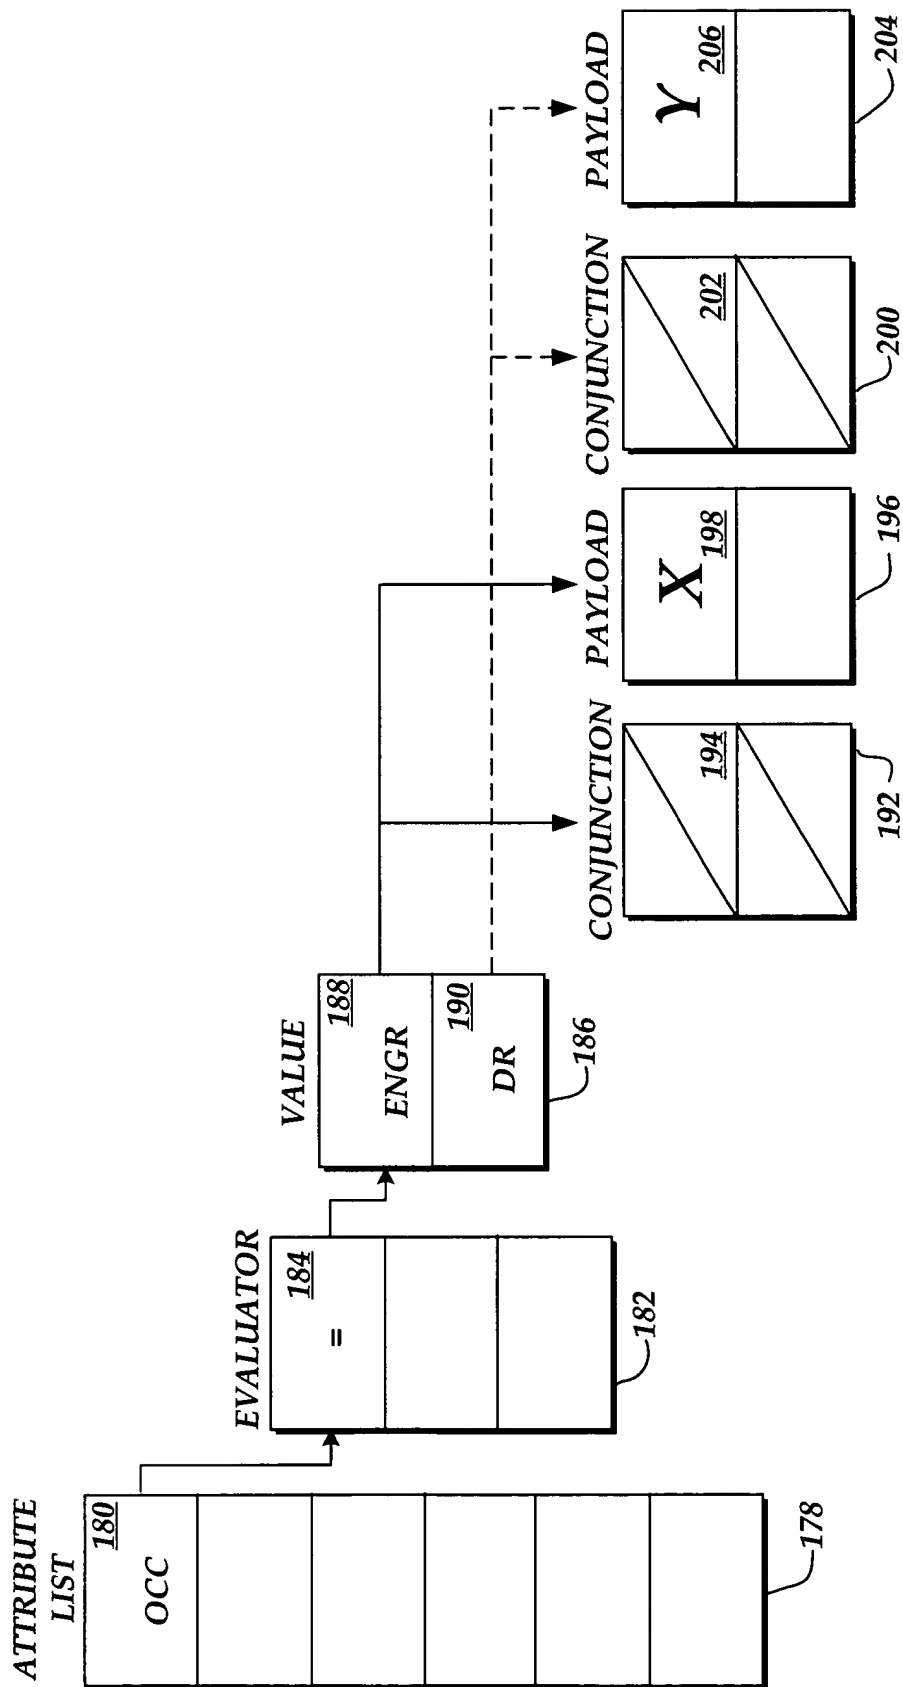 ATTRIBUTE
LIST
180
OCC
178
EVALUATOR
184
=
182
VALUE
188
ENGR
190
DR
186
CONJUNCTION
194
192
PAYLOAD
X
198
196
CONJUNCTION
202
200
PAYLOAD
Y
206
204